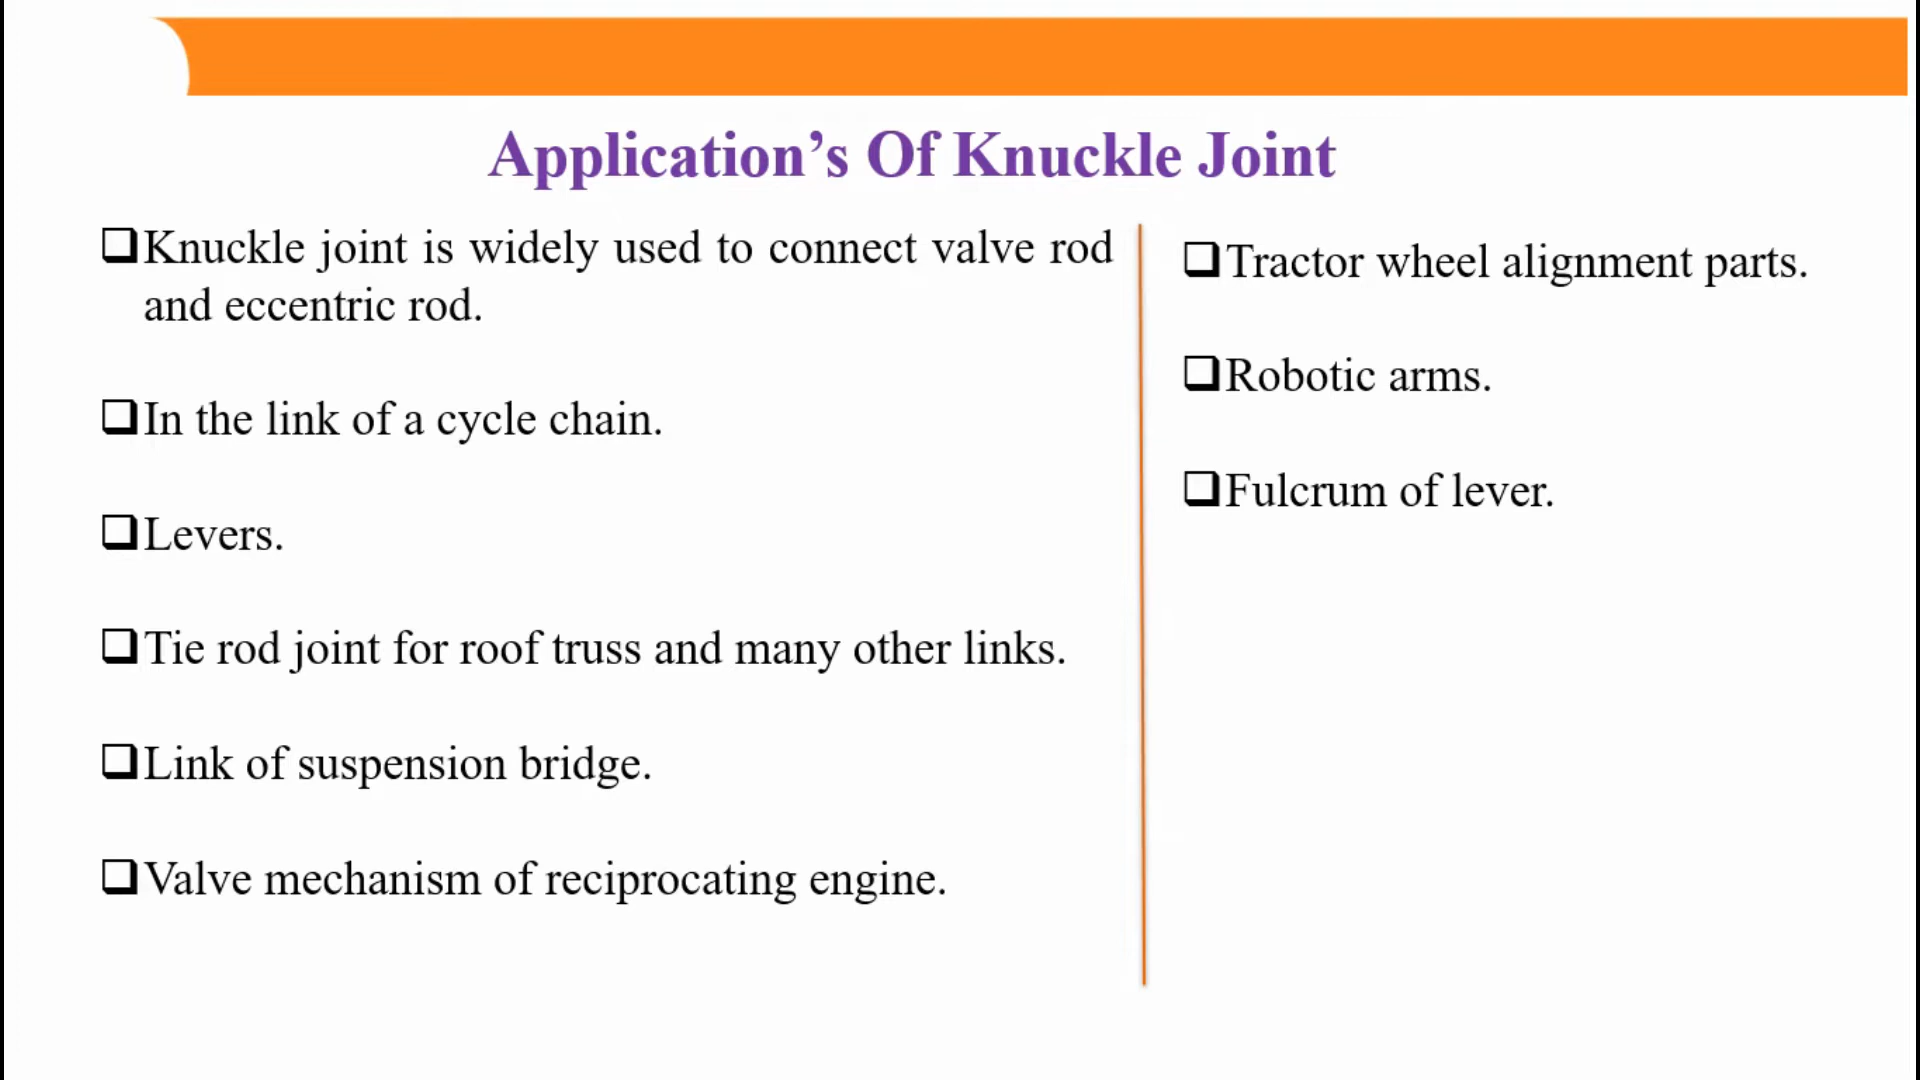 Application’s Of Knuckle Joint
❑Knuckle joint is widely used to connect valve rod
and eccentric rod.
❑In the link of a cycle chain.
❑Levers.
❑Tie rod joint for roof truss and many other links.
❑Link of suspension bridge.
❑Valve mechanism of reciprocating engine.
❑Tractor wheel alignment parts.
❑Robotic arms.
❑Fulcrum of lever.